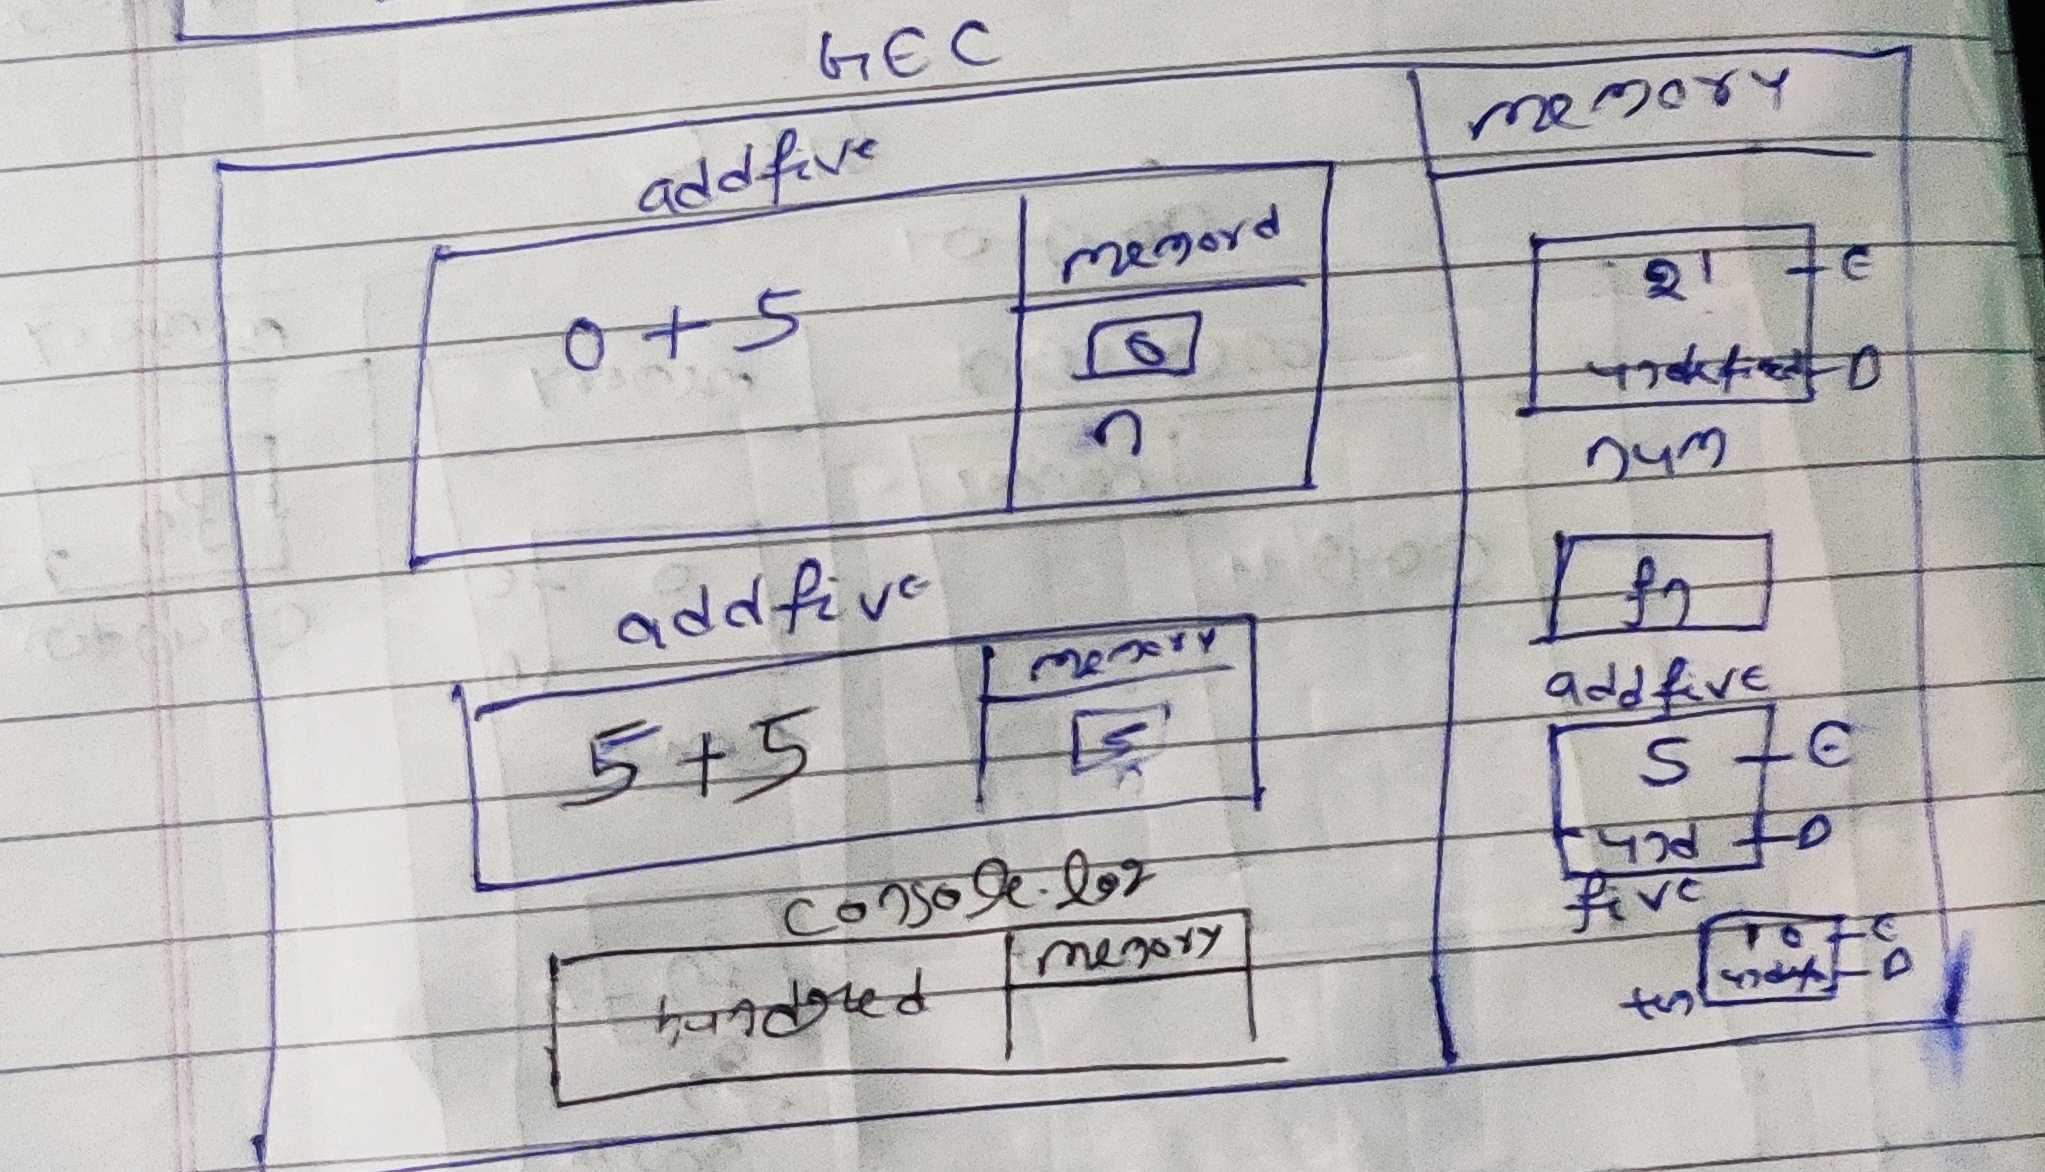 GEC
memory
addfive
memord
0 + 5
0
n
21 E
undefined D
num
fn
addfive
addfive
memory
5 + 5
5
n
5 E
und D
five
console.log
memory
hundred
10 E
undef D
ten